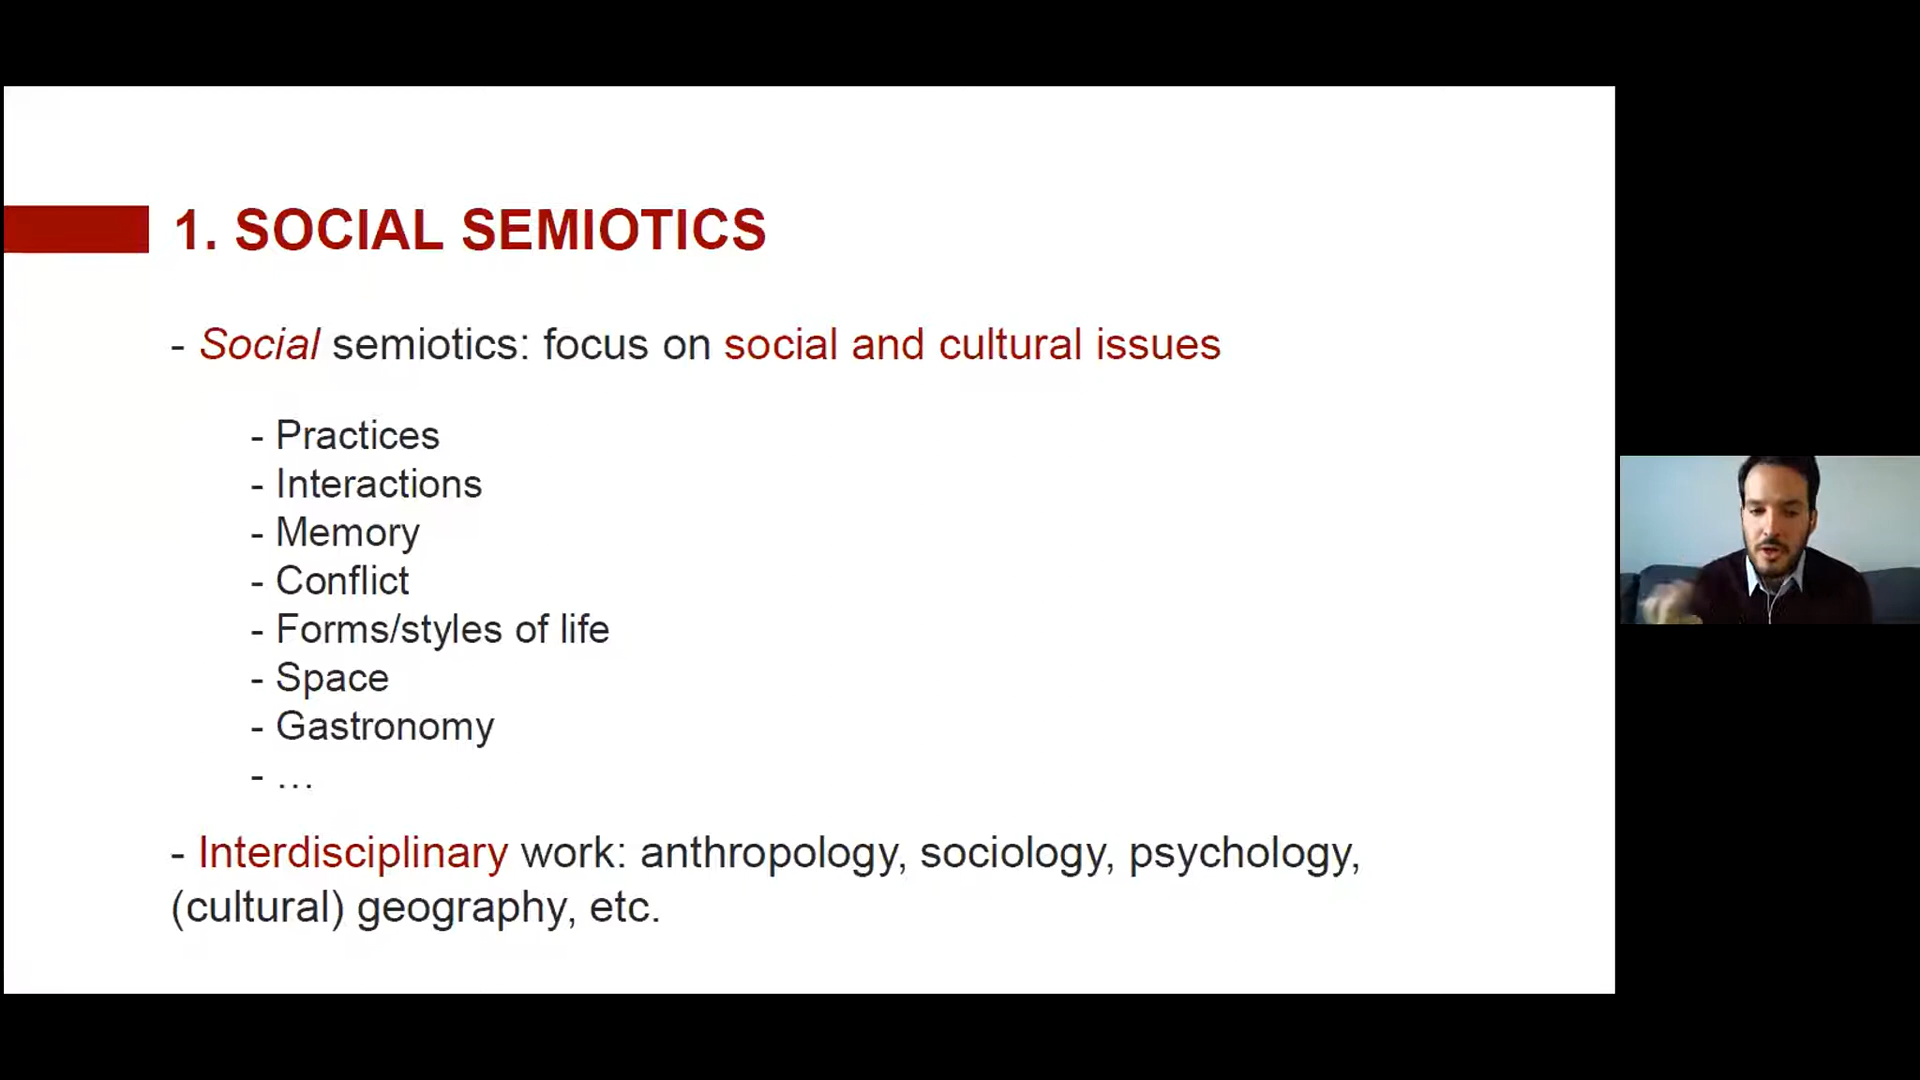 1. SOCIAL SEMIOTICS
- Social semiotics: focus on social and cultural issues
- Practices
- Interactions
- Memory
- Conflict
- Forms/styles of life
- Space
- Gastronomy
- …
- Interdisciplinary work: anthropology, sociology, psychology,
(cultural) geography, etc.